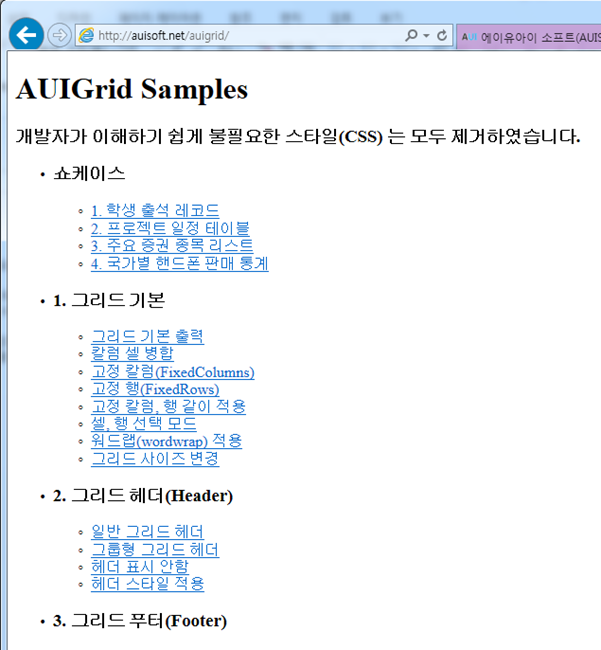 http://auisoft.net/auigrid/
AUI 에이유아이 소프트(AUIS
AUIGrid Samples
개발자가 이해하기 쉽게 불필요한 스타일(CSS) 는 모두 제거하였습니다.
• 쇼케이스
1. 학생 출석 레코드
2. 프로젝트 일정 테이블
3. 주요 증권 종목 리스트
4. 국가별 핸드폰 판매 통계
• 1. 그리드 기본
그리드 기본 출력
칼럼 셀 병합
고정 칼럼(FixedColumns)
고정 행(FixedRows)
고정 칼럼, 행 같이 적용
셀, 행 선택 모드
워드랩(wordwrap) 적용
그리드 사이즈 변경
• 2. 그리드 헤더(Header)
일반 그리드 헤더
그룹형 그리드 헤더
헤더 표시 안함
헤더 스타일 적용
• 3. 그리드 푸터(Footer)